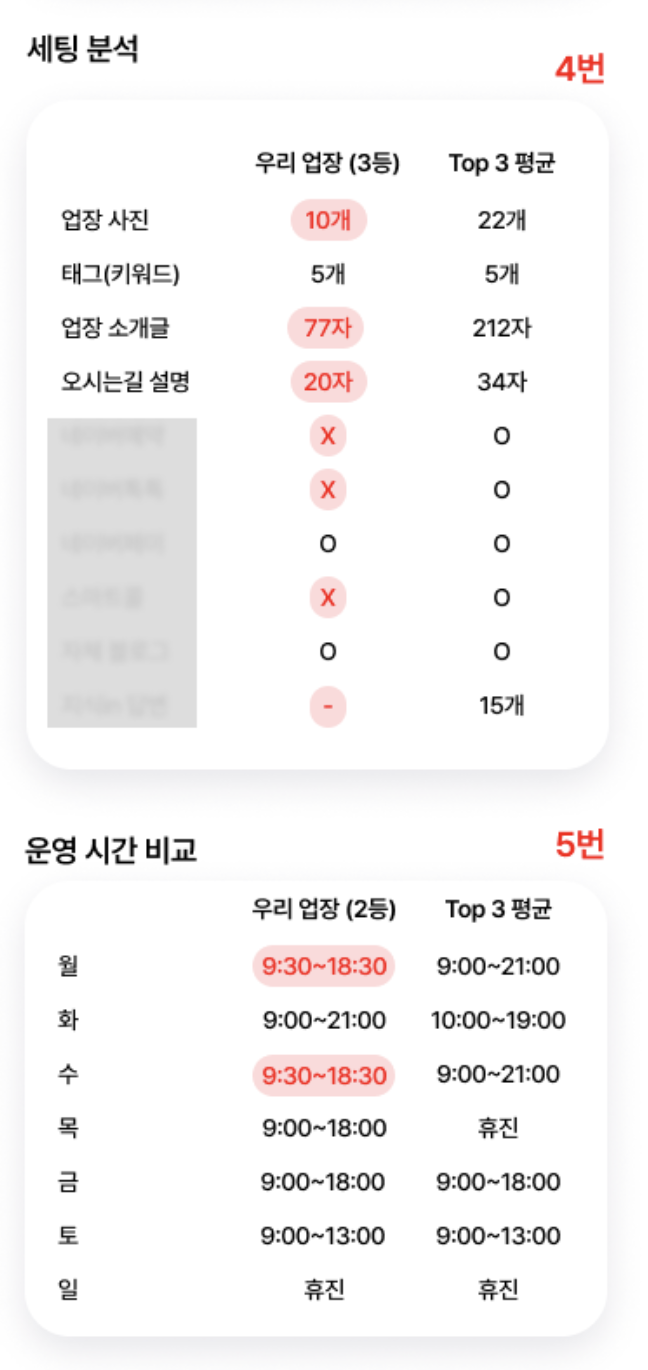 세팅 분석
4번
우리 업장 (3등) Top 3 평균
업장 사진 10개 22개
태그(키워드) 5개 5개
업장 소개글 77자 212자
오시는길 설명 20자 34자
X O
X O
O O
X O
O O
- 15개
운영 시간 비교
5번
우리 업장 (2등) Top 3 평균
월 9:30~18:30 9:00~21:00
화 9:00~21:00 10:00~19:00
수 9:30~18:30 9:00~21:00
목 9:00~18:00 휴진
금 9:00~18:00 9:00~18:00
토 9:00~13:00 9:00~13:00
일 휴진 휴진